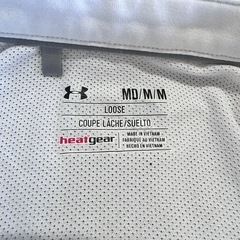 MD/M/M
LOOSE
COUPE LÂCHE/SUELTO
heatgear
MADE IN VIETNAM
FABRIQUÉ AU VIETNAM
HECHO EN VIETNAM